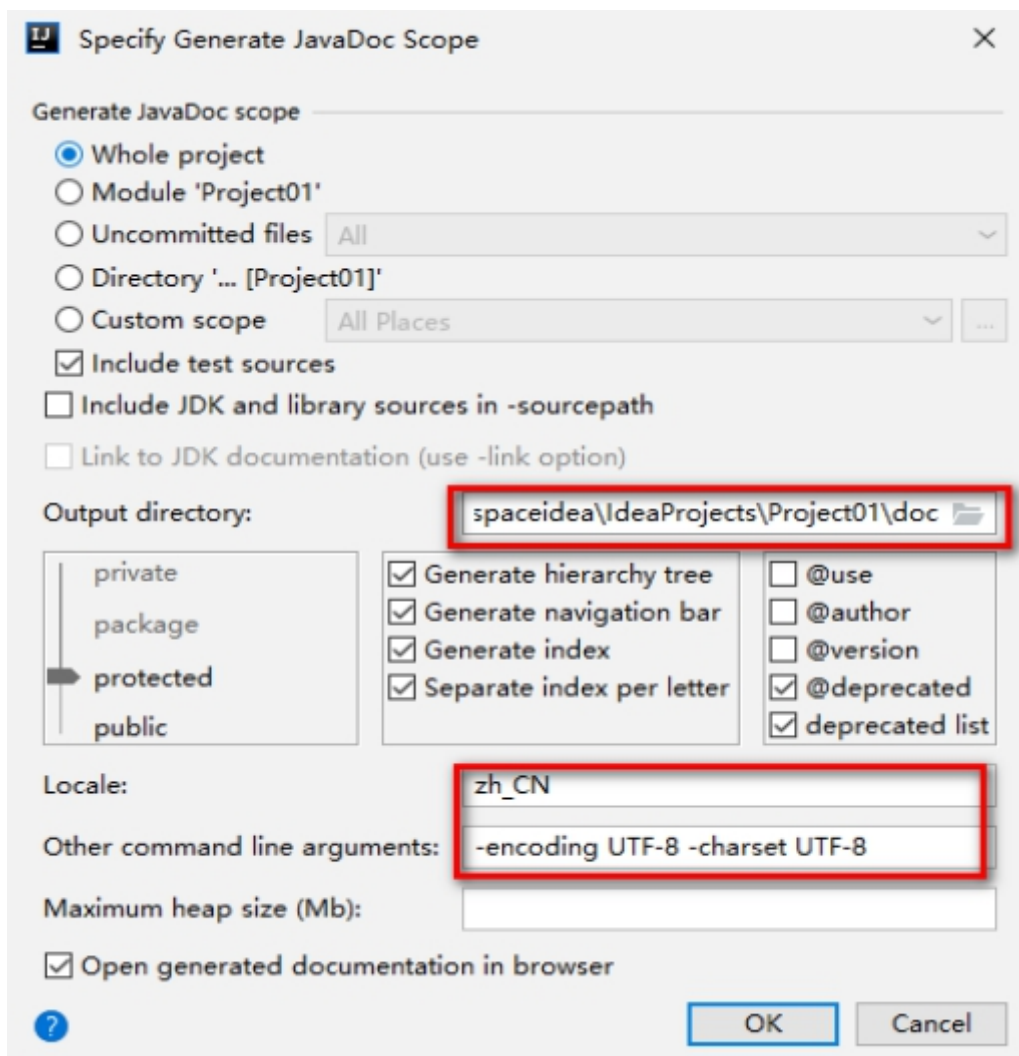 IJ
Specify Generate JavaDoc Scope
Generate JavaDoc scope
Whole project
Module 'Project01'
Uncommitted files All
Directory '... [Project01]'
Custom scope All Places ...
Include test sources
Include JDK and library sources in -sourcepath
Link to JDK documentation (use -link option)
Output directory: spaceidea\IdeaProjects\Project01\doc
private Generate hierarchy tree @use
package Generate navigation bar @author
Generate index @version
protected Separate index per letter @deprecated
public deprecated list
Locale: zh_CN
Other command line arguments: -encoding UTF-8 -charset UTF-8
Maximum heap size (Mb):
Open generated documentation in browser
? OK Cancel